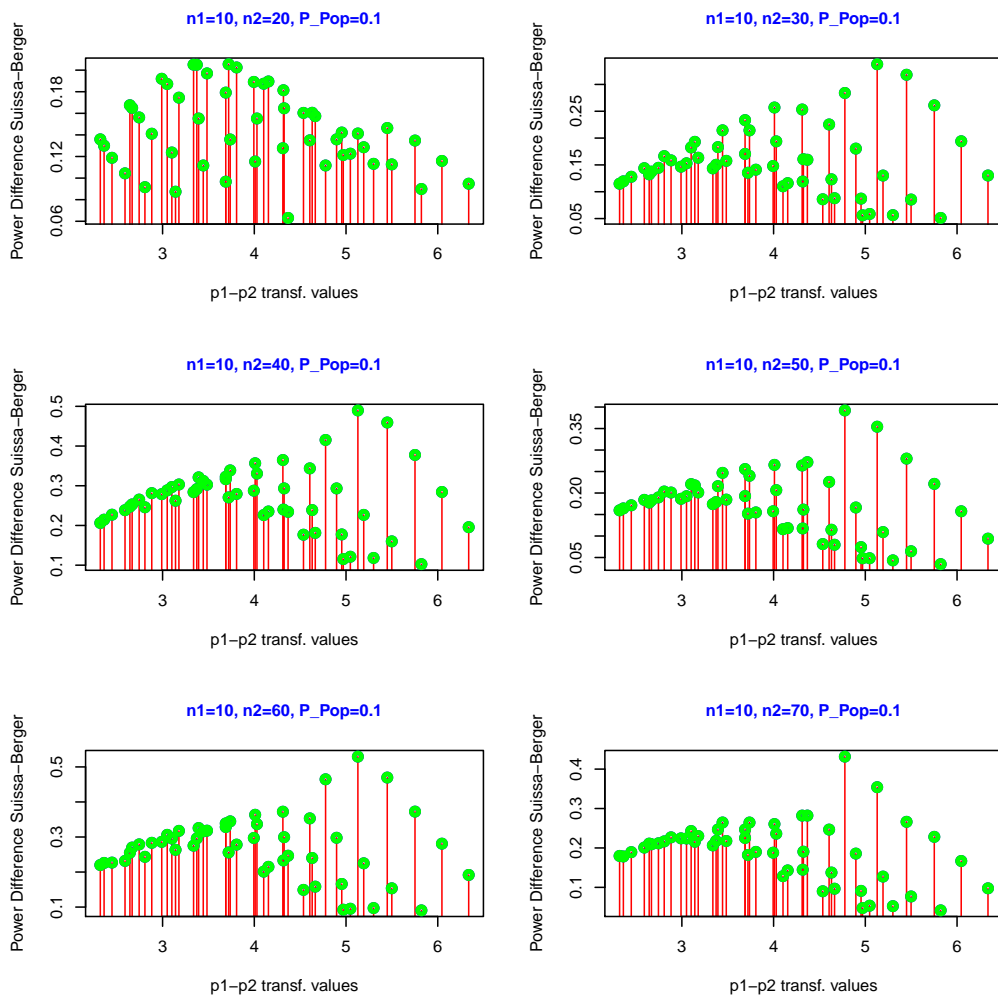 n1=10, n2=20, P_Pop=0.1
Power Difference Suissa−Berger
0.06
0.12
0.18
3
4
5
6
p1−p2 transf. values
n1=10, n2=30, P_Pop=0.1
Power Difference Suissa−Berger
0.05
0.15
0.25
3
4
5
6
p1−p2 transf. values
n1=10, n2=40, P_Pop=0.1
Power Difference Suissa−Berger
0.1
0.2
0.3
0.4
0.5
3
4
5
6
p1−p2 transf. values
n1=10, n2=50, P_Pop=0.1
Power Difference Suissa−Berger
0.05
0.20
0.35
3
4
5
6
p1−p2 transf. values
n1=10, n2=60, P_Pop=0.1
Power Difference Suissa−Berger
0.1
0.3
0.5
3
4
5
6
p1−p2 transf. values
n1=10, n2=70, P_Pop=0.1
Power Difference Suissa−Berger
0.1
0.2
0.3
0.4
3
4
5
6
p1−p2 transf. values